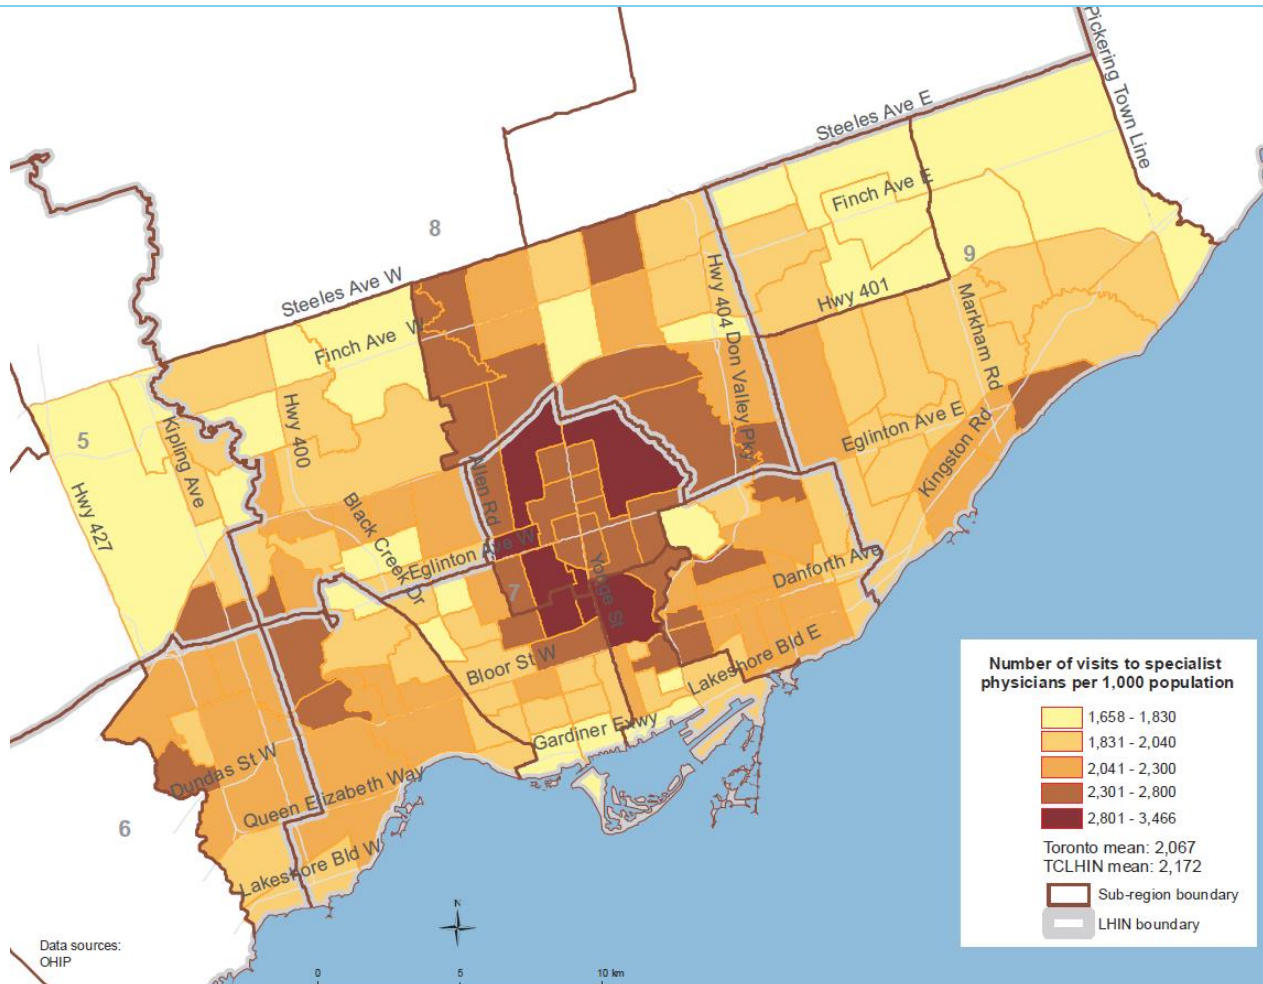 Pickering Town Line
Steeles Ave E
Finch Ave E
8
9
Steeles Ave W
Hwy 401
Hwy 404
Don Valley Pky
Markham Rd
Finch Ave W
Hwy 400
Kipling Ave
5
Hwy 427
Eglinton Ave E
Kingston Rd
Allen Rd
Black Creek Dr
Eglinton Ave W
Yonge St
7
Danforth Ave
Bloor St W
Lakeshore Bld E
Gardiner Exwy
Dundas St W
Queen Elizabeth Way
6
Lakeshore Bld W
Number of visits to specialist
physicians per 1,000 population
1,658 - 1,830
1,831 - 2,040
2,041 - 2,300
2,301 - 2,800
2,801 - 3,466
Toronto mean: 2,067
TCLHIN mean: 2,172
Sub-region boundary
LHIN boundary
N
Data sources:
OHIP
0 5 10 km